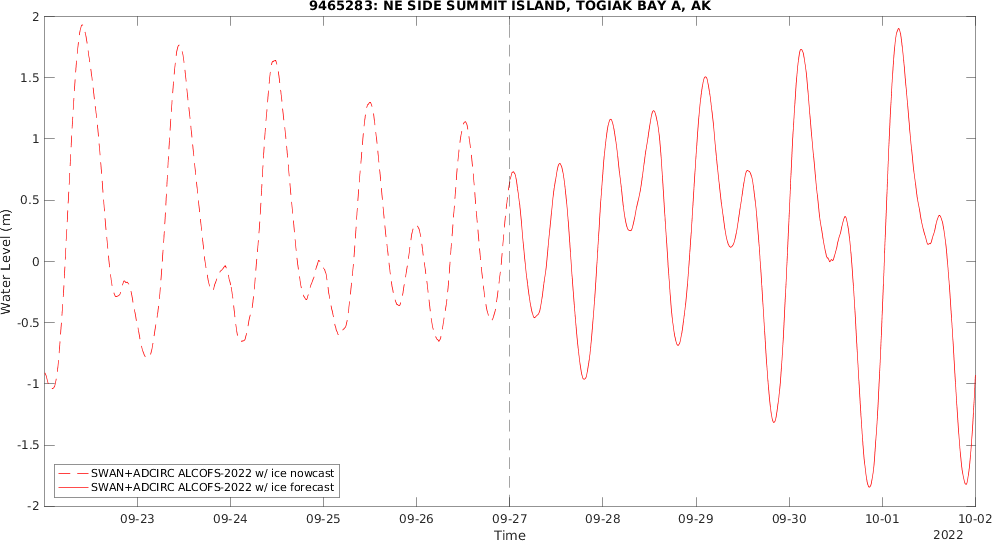 9465283: NE SIDE SUMMIT ISLAND, TOGIAK BAY A, AK
2
1.5
1
0.5
0
-0.5
-1
-1.5
-2
Water Level (m)
SWAN+ADCIRC ALCOFS-2022 w/ ice nowcast
SWAN+ADCIRC ALCOFS-2022 w/ ice forecast
09-23 09-24 09-25 09-26 09-27 09-28 09-29 09-30 10-01 10-02
Time
2022